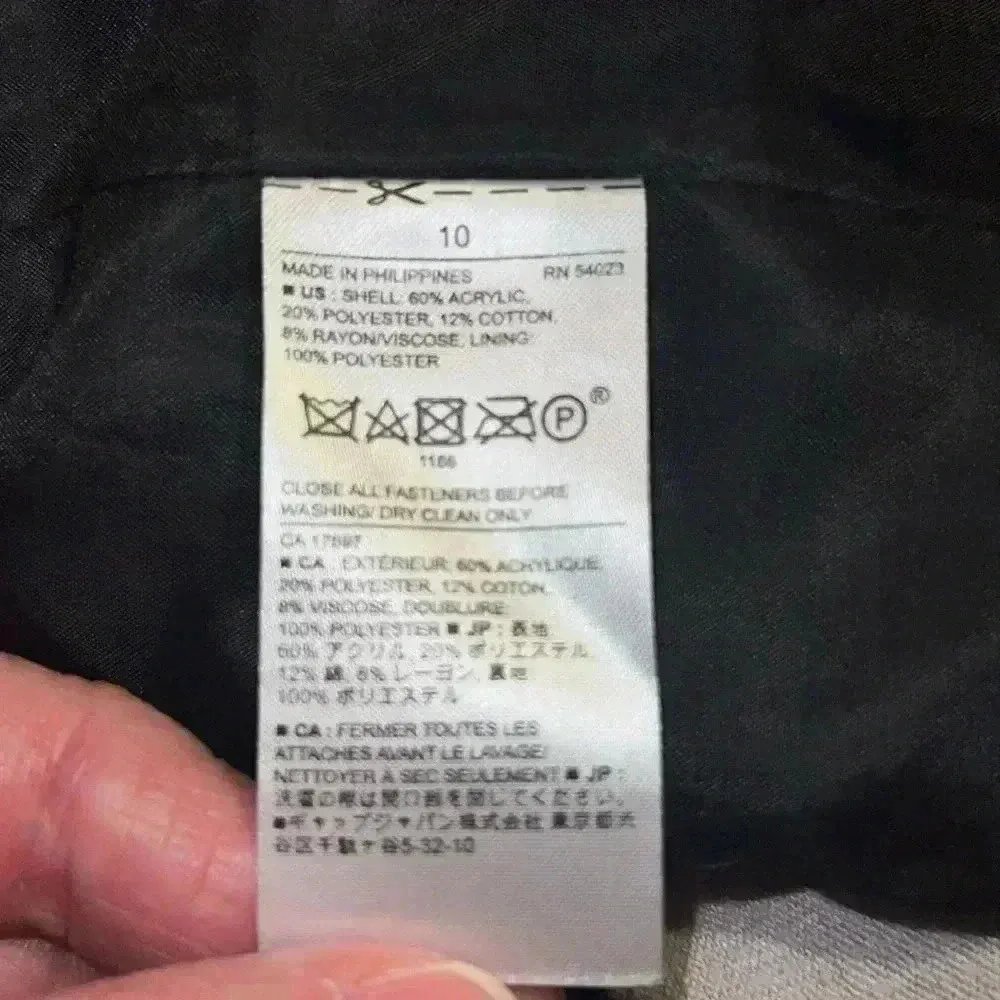 10
MADE IN PHILIPPINES RN 54023
■ US : SHELL: 60% ACRYLIC,
20% POLYESTER, 12% COTTON,
8% RAYON/VISCOSE, LINING:
100% POLYESTER
P ®
1166
CLOSE ALL FASTENERS BEFORE
WASHING/ DRY CLEAN ONLY
CA 17897
■ CA : EXTÉRIEUR: 60% ACRYLIQUE,
20% POLYESTER, 12% COTON,
8% VISCOSE, DOUBLURE:
100% POLYESTER ■ JP : 表地
60% アクリル, 20% ポリエステル,
12% 綿, 8% レーヨン, 裏地
100% ポリエステル
■ CA : FERMER TOUTES LES
ATTACHES AVANT LE LAVAGE/
NETTOYER À SEC SEULEMENT ■ JP :
洗濯の際は開口部を閉じてください。
■ギャップジャパン株式会社 東京都渋
谷区千駄ヶ谷5-32-10